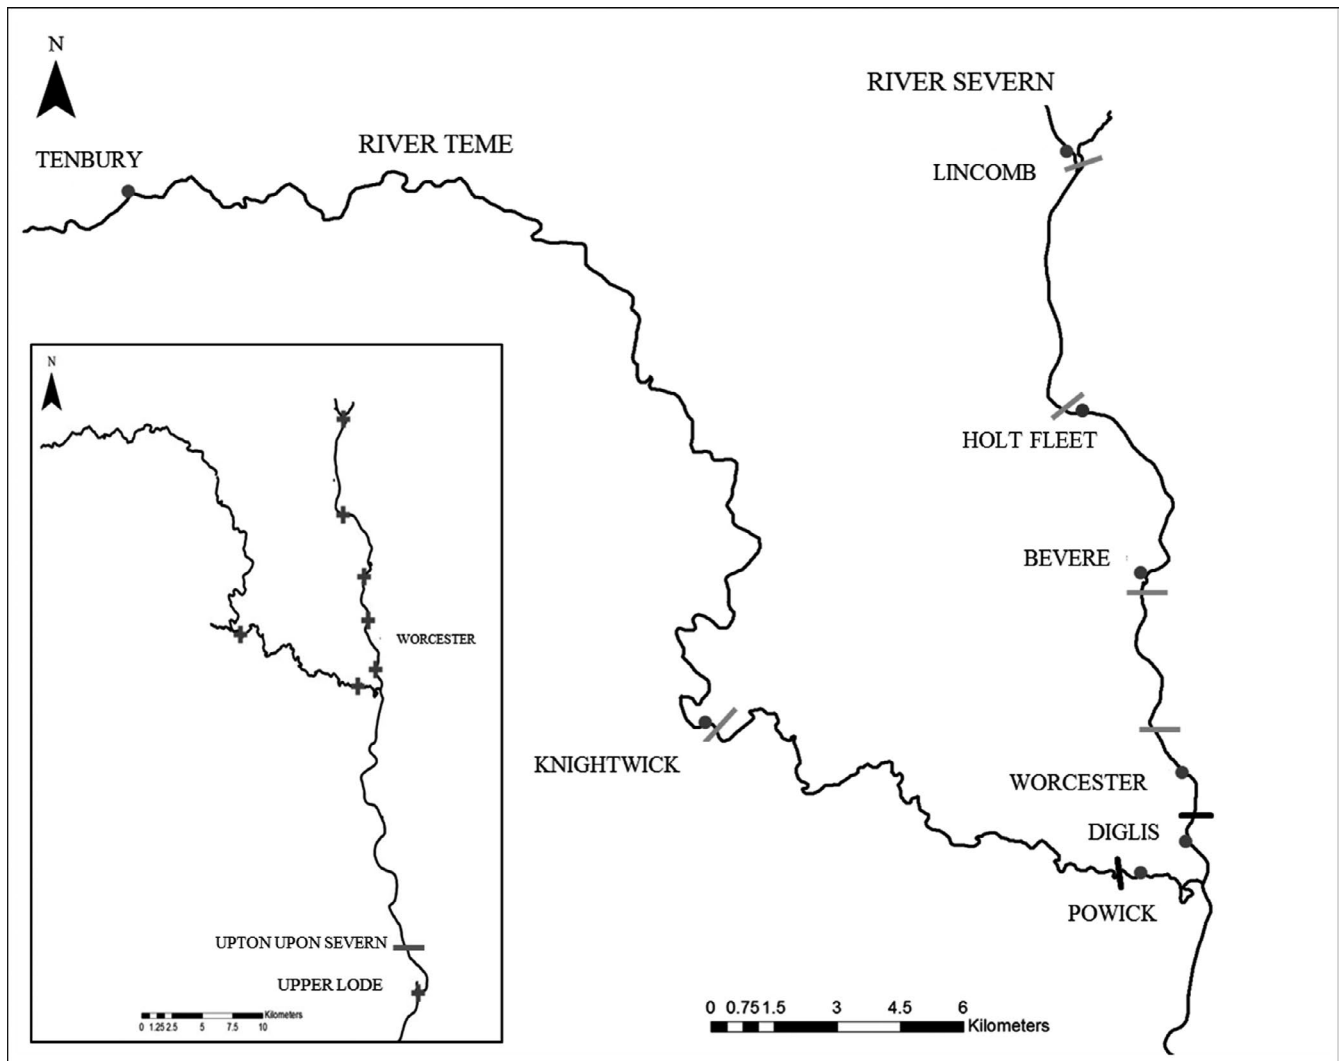 N
RIVER SEVERN
RIVER TEME
TENBURY
LINCOMB
HOLT FLEET
BEVERE
KNIGHTWICK
WORCESTER
DIGLIS
POWICK
0 0.75 1.5 3 4.5 6
Kilometers
N
WORCESTER
UPTON UPON SEVERN
UPPER LODE
Kilometers
0 1.25 2.5 5 7.5 10